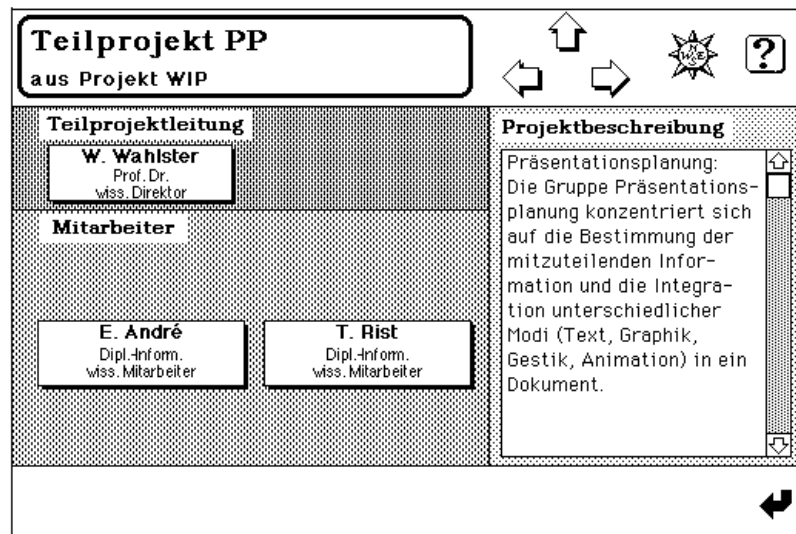 Teilprojekt PP
aus Projekt WIP
N
W S E
?
Teilprojektleitung
W. Wahlster
Prof. Dr.
wiss. Direktor
Mitarbeiter
E. André
Dipl.-Inform.
wiss. Mitarbeiter
T. Rist
Dipl.-Inform.
wiss. Mitarbeiter
Projektbeschreibung
Präsentationsplanung:
Die Gruppe Präsentations-
planung konzentriert sich
auf die Bestimmung der
mitzuteilenden Infor-
mation und die Integra-
tion unterschiedlicher
Modi (Text, Graphik,
Gestik, Animation) in ein
Dokument.